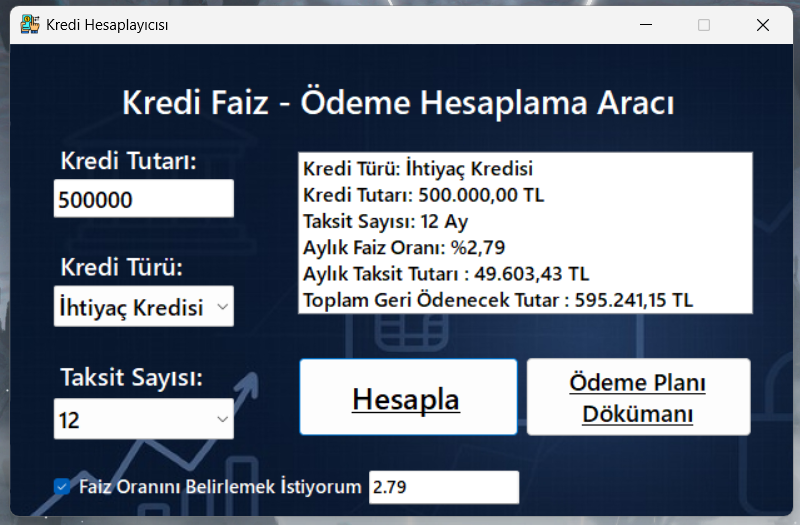 Kredi Hesaplayıcısı
Kredi Faiz - Ödeme Hesaplama Aracı
Kredi Tutarı:
500000
Kredi Türü:
İhtiyaç Kredisi
Taksit Sayısı:
12
Kredi Türü: İhtiyaç Kredisi
Kredi Tutarı: 500.000,00 TL
Taksit Sayısı: 12 Ay
Aylık Faiz Oranı: %2,79
Aylık Taksit Tutarı : 49.603,43 TL
Toplam Geri Ödenecek Tutar : 595.241,15 TL
Hesapla
Ödeme Planı
Dökümanı
Faiz Oranını Belirlemek İstiyorum
2.79